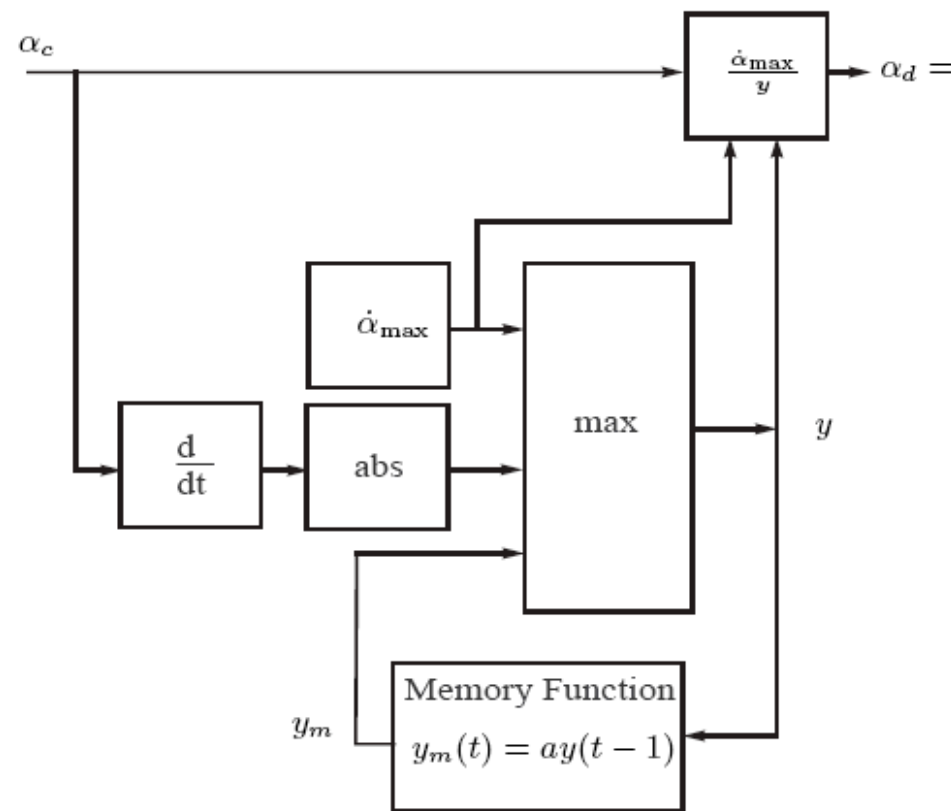 α_c
α̇_max / y
α_d =
α̇_max
max
y
d/dt
abs
y_m
Memory Function
y_m(t) = ay(t − 1)